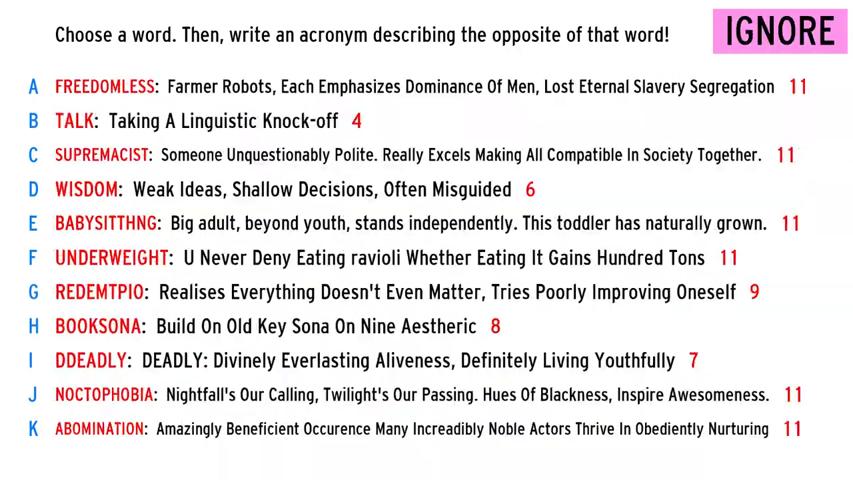 Choose a word. Then, write an acronym describing the opposite of that word!
IGNORE
A FREEDOMLESS: Farmer Robots, Each Emphasizes Dominance Of Men, Lost Eternal Slavery Segregation 11
B TALK: Taking A Linguistic Knock-off 4
C SUPREMACIST: Someone Unquestionably Polite. Really Excels Making All Compatible In Society Together. 11
D WISDOM: Weak Ideas, Shallow Decisions, Often Misguided 6
E BABYSITTHNG: Big adult, beyond youth, stands independently. This toddler has naturally grown. 11
F UNDERWEIGHT: U Never Deny Eating ravioli Whether Eating It Gains Hundred Tons 11
G REDEMTPIO: Realises Everything Doesn't Even Matter, Tries Poorly Improving Oneself 9
H BOOKSONA: Build On Old Key Sona On Nine Aestheric 8
I DDEADLY: DEADLY: Divinely Everlasting Aliveness, Definitely Living Youthfully 7
J NOCTOPHOBIA: Nightfall's Our Calling, Twilight's Our Passing. Hues Of Blackness, Inspire Awesomeness. 11
K ABOMINATION: Amazingly Beneficient Occurence Many Increadibly Noble Actors Thrive In Obediently Nurturing 11